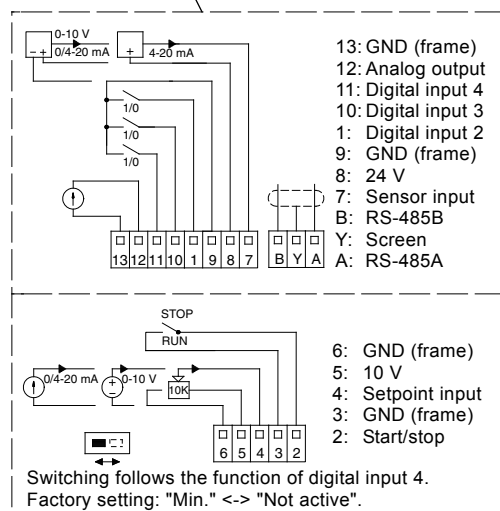 0-10 V
0/4-20 mA
- +
+
4-20 mA
1/0
1/0
1/0
13 12 11 10 1 9 8 7
B Y A
13: GND (frame)
12: Analog output
11: Digital input 4
10: Digital input 3
1: Digital input 2
9: GND (frame)
8: 24 V
7: Sensor input
B: RS-485B
Y: Screen
A: RS-485A
STOP
RUN
0/4-20 mA
+
-
0-10 V
10K
6 5 4 3 2
6: GND (frame)
5: 10 V
4: Setpoint input
3: GND (frame)
2: Start/stop
Switching follows the function of digital input 4.
Factory setting: "Min." <-> "Not active".